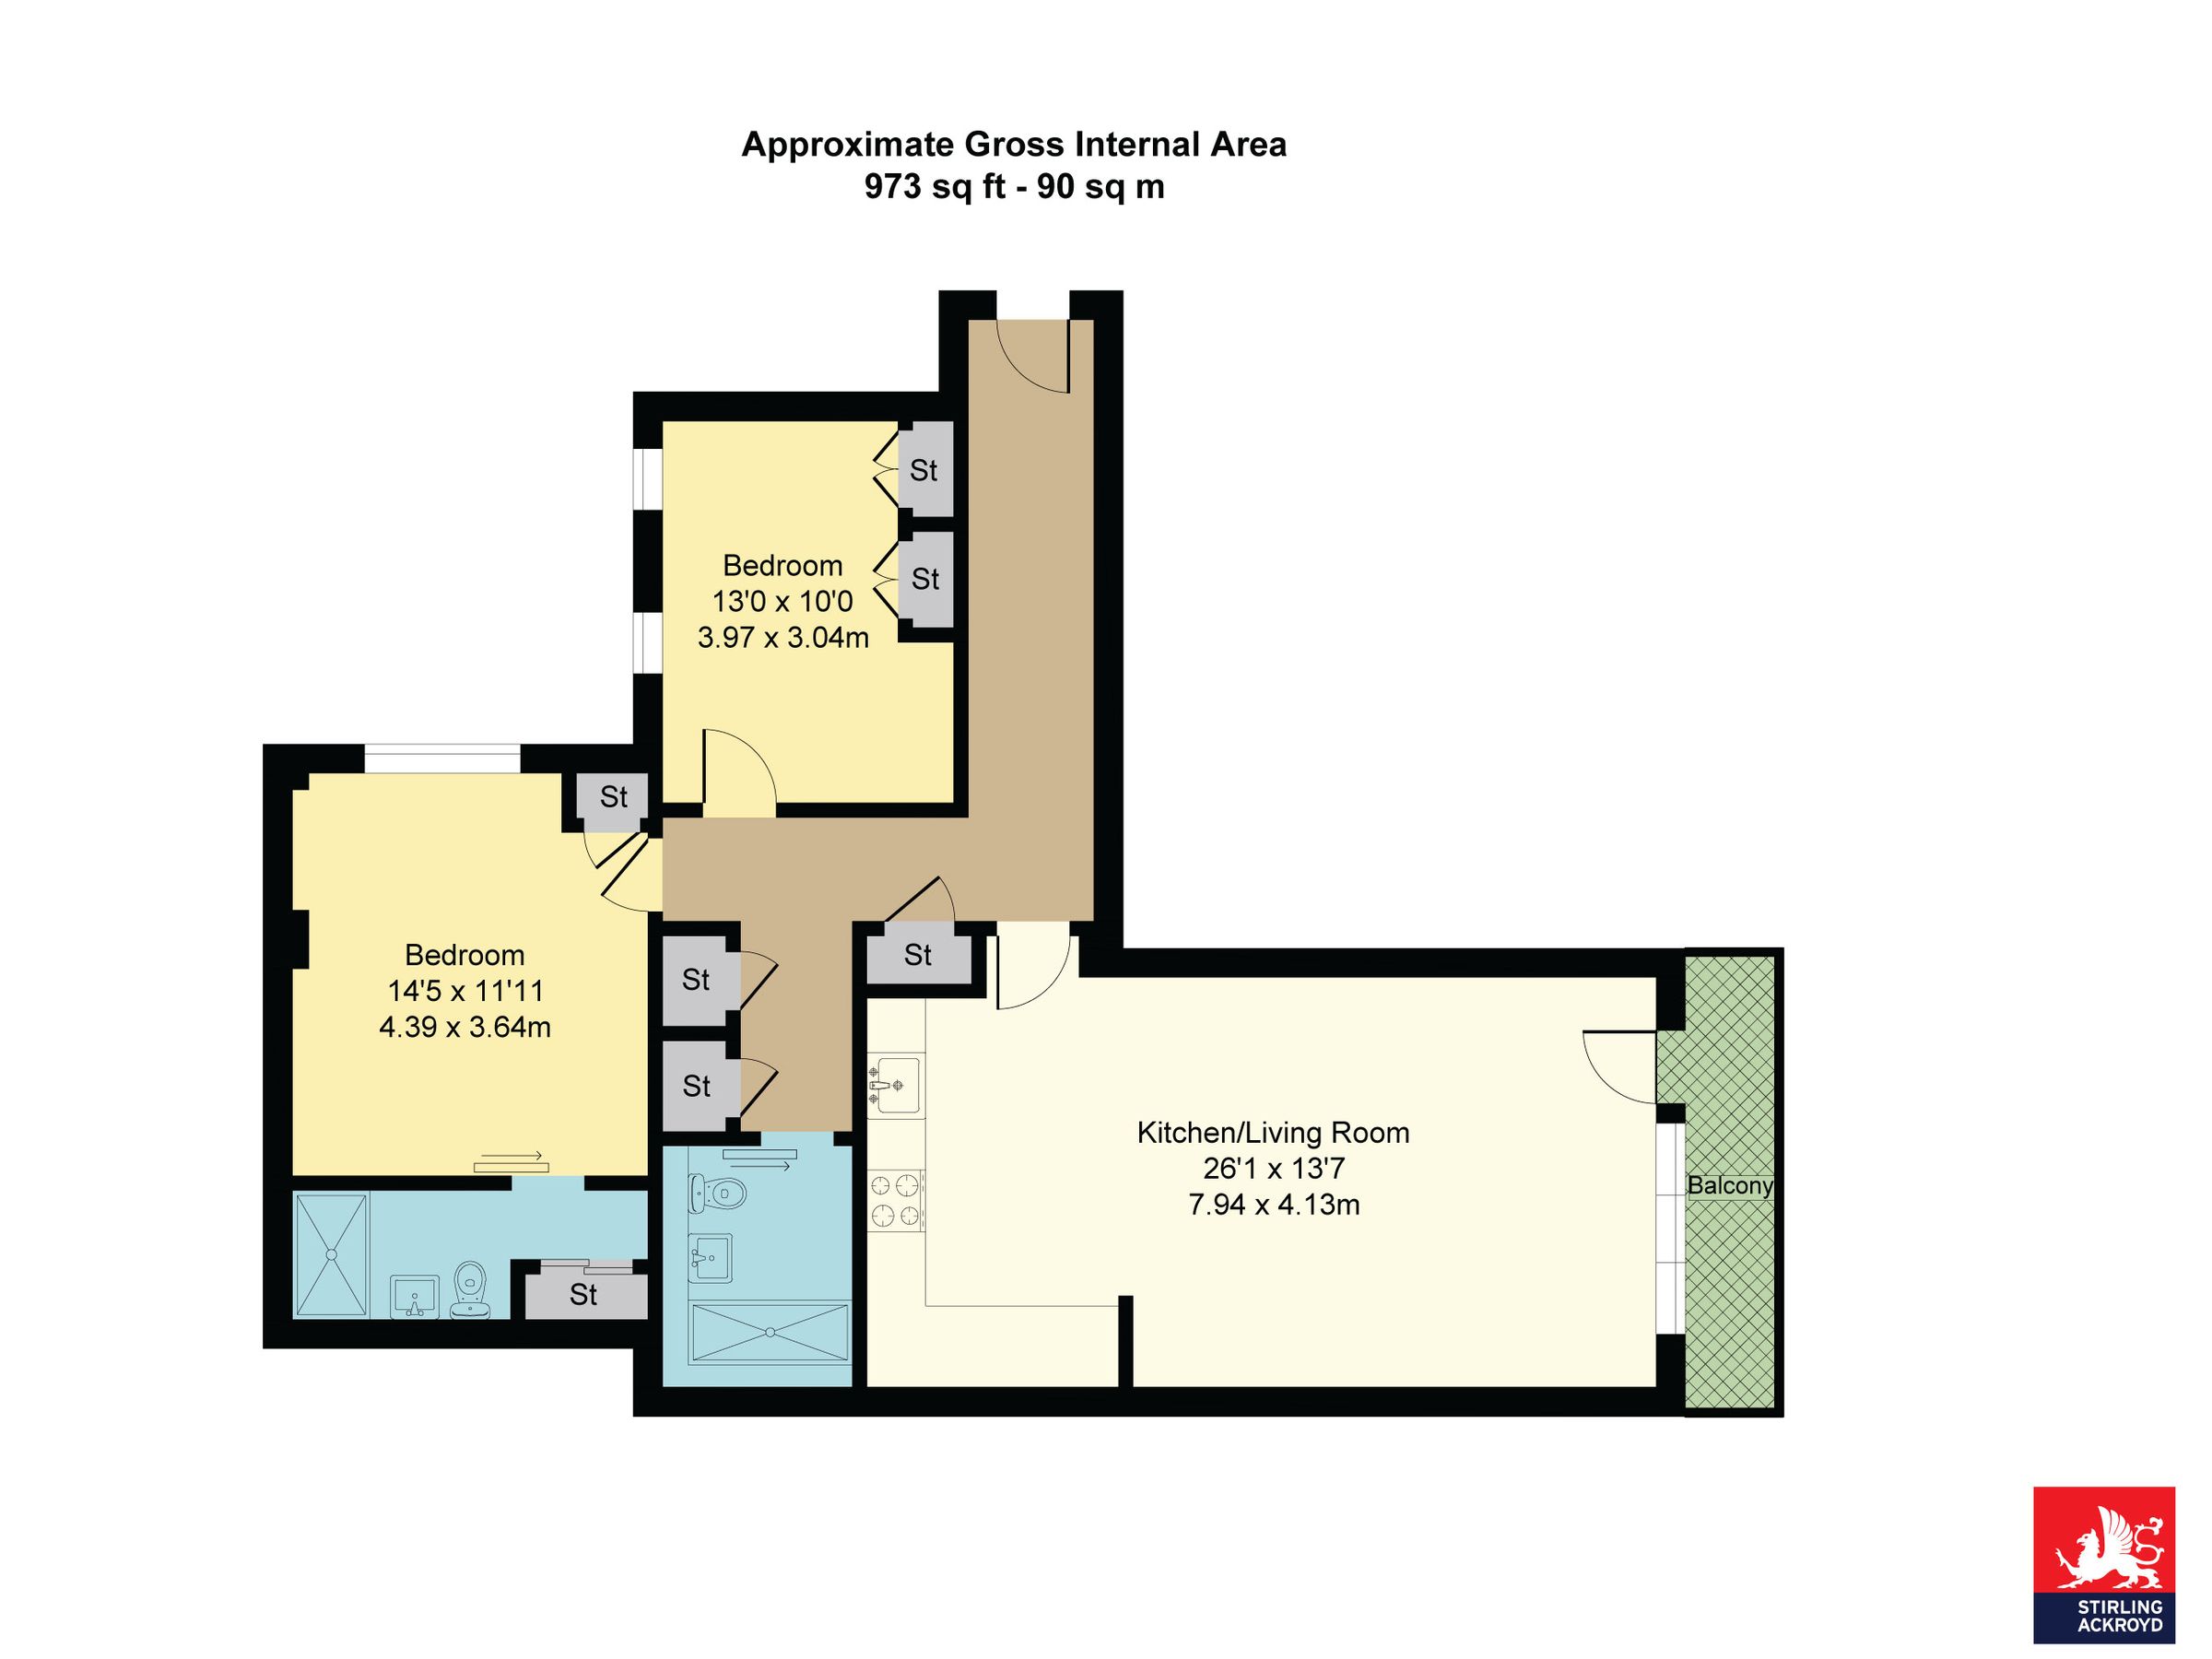 Approximate Gross Internal Area
973 sq ft - 90 sq m
St
St
Bedroom
13'0 x 10'0
3.97 x 3.04m
St
Bedroom
14'5 x 11'11
4.39 x 3.64m
St
St
St
Kitchen/Living Room
26'1 x 13'7
7.94 x 4.13m
Balcony
St
STIRLING
ACKROYD